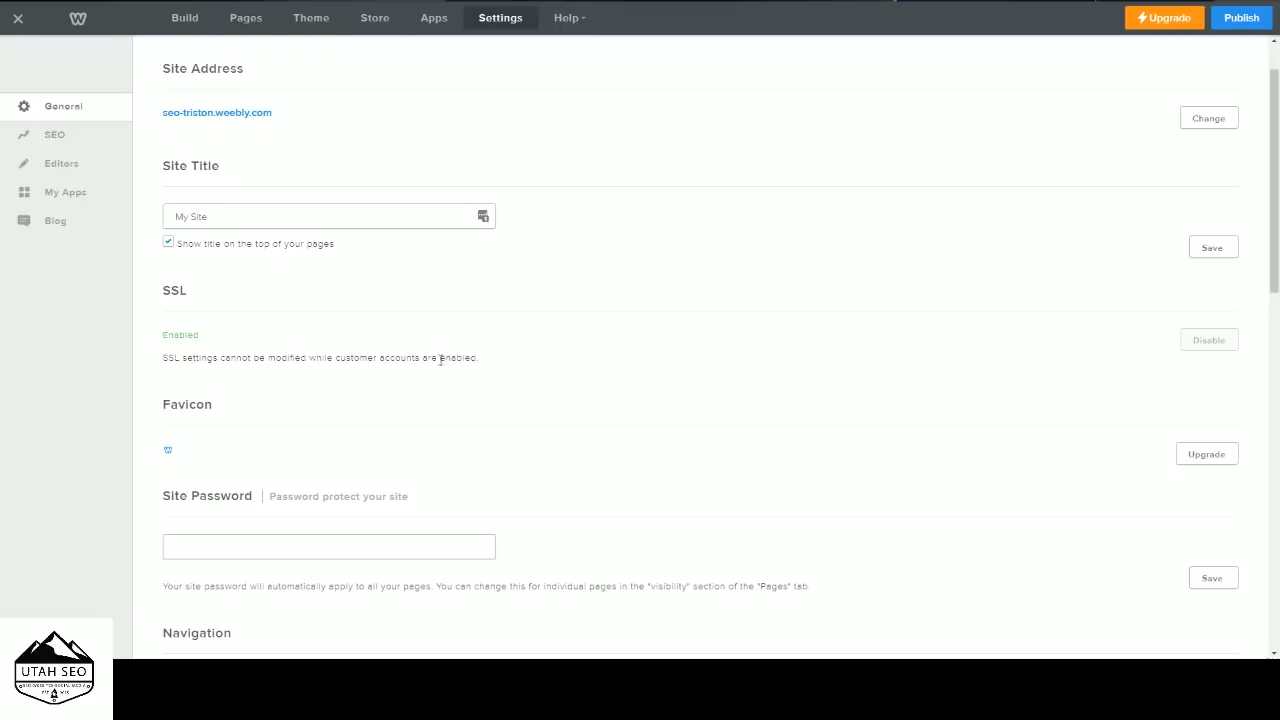 Build Pages Theme Store Apps Settings Help
Upgrade Publish
General
SEO
Editors
My Apps
Blog
Site Address
seo-triston.weebly.com
Change
Site Title
My Site
Show title on the top of your pages
Save
SSL
Enabled
SSL settings cannot be modified while customer accounts are enabled.
Disable
Favicon
Upgrade
Site Password | Password protect your site
Your site password will automatically apply to all your pages. You can change this for individual pages in the "visibility" section of the "Pages" tab.
Save
Navigation
UTAH SEO